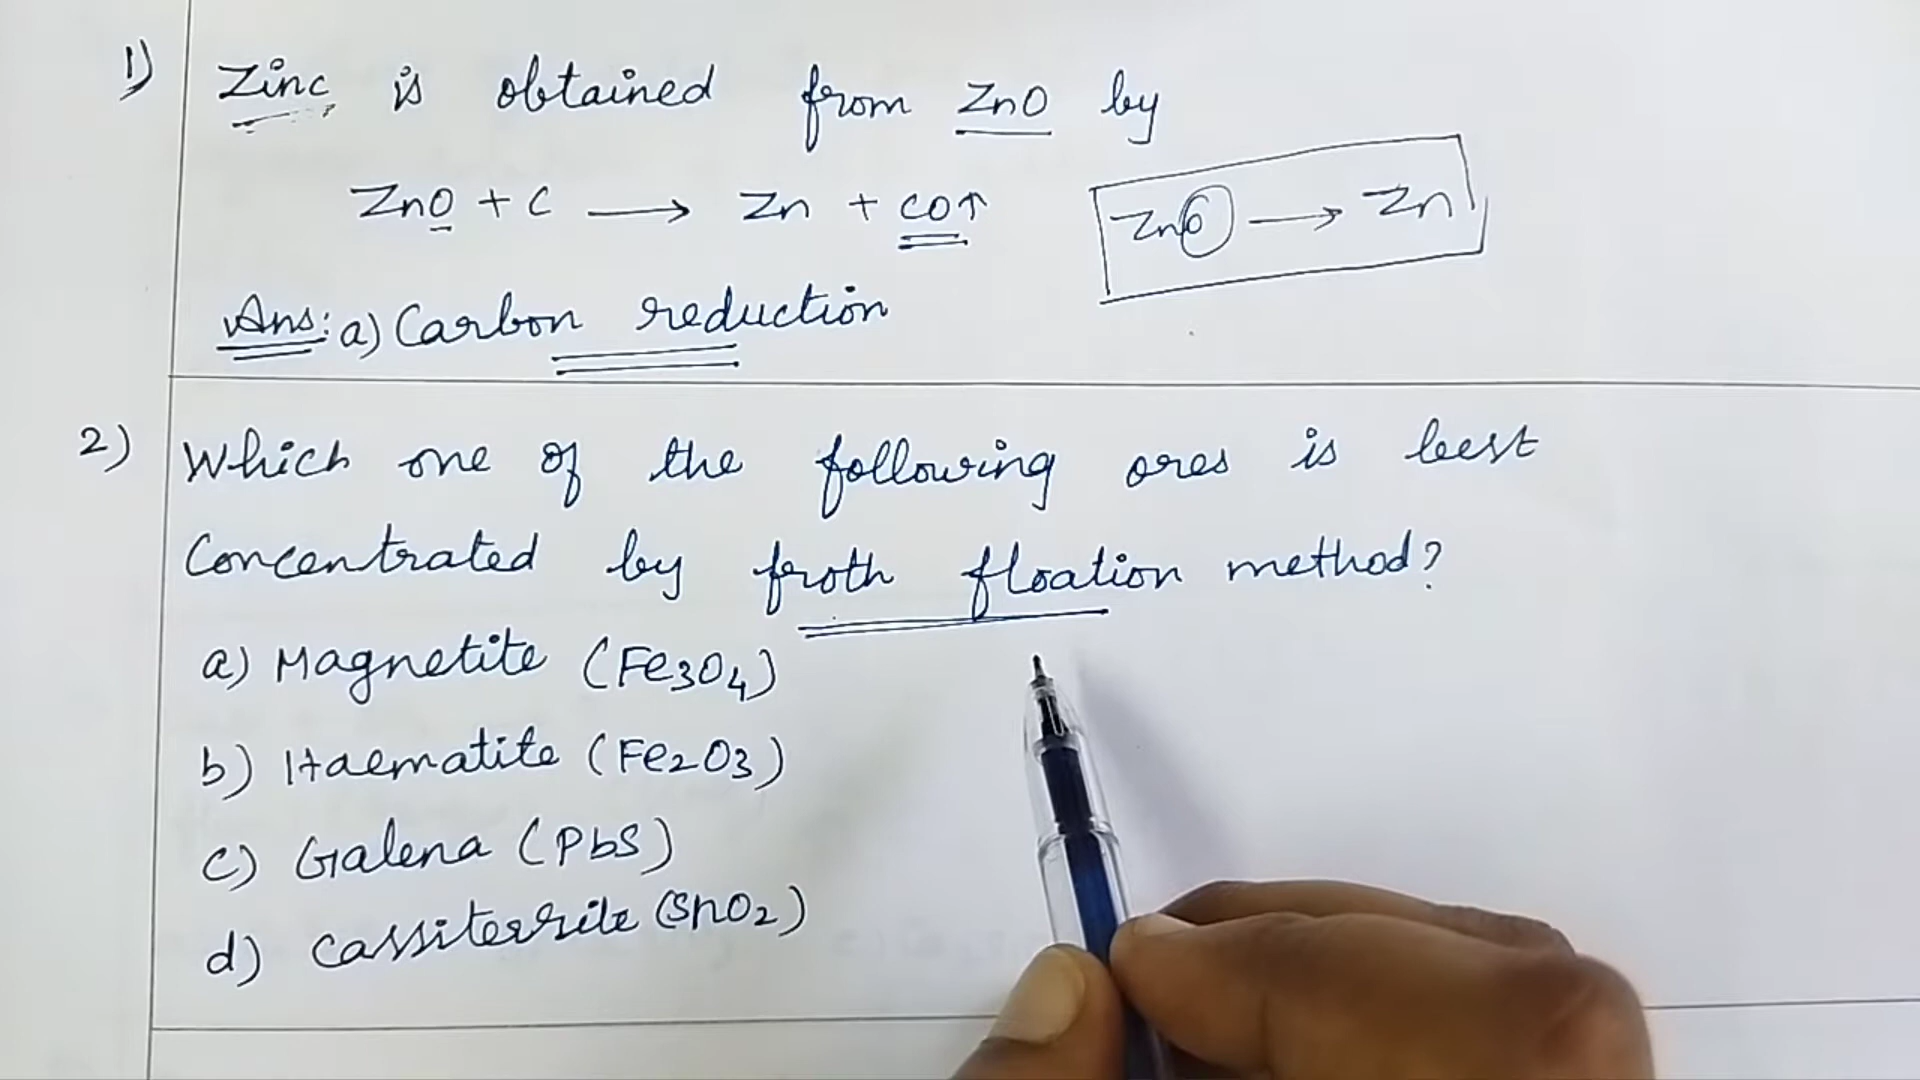 1) Zinc is obtained from ZnO by
ZnO + C → Zn + CO↑
ZnO → Zn
Ans: a) Carbon reduction
2) Which one of the following ores is best
Concentrated by froth floation method?
a) Magnetite (Fe3O4)
b) Haematite (Fe2O3)
c) Galena (PbS)
d) Cassiterite (SnO2)